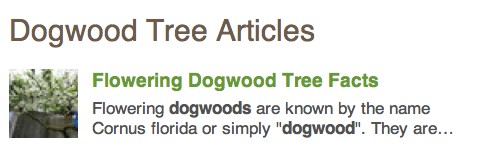 Dogwood Tree Articles
Flowering Dogwood Tree Facts
Flowering dogwoods are known by the name
Cornus florida or simply "dogwood". They are...